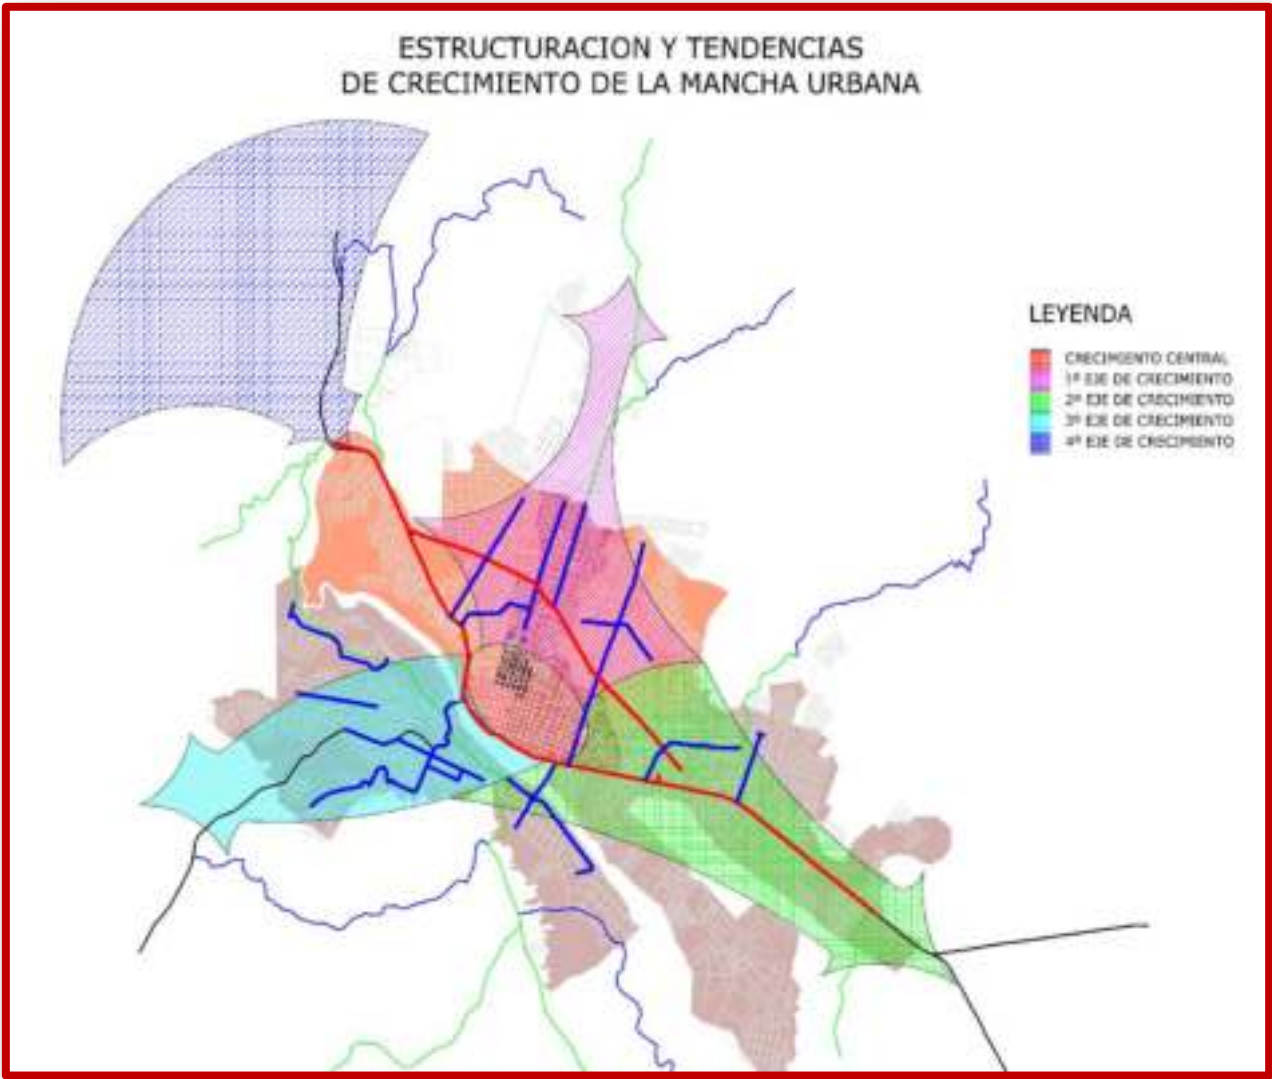 ESTRUCTURACION Y TENDENCIAS
DE CRECIMIENTO DE LA MANCHA URBANA
LEYENDA
CRECIMIENTO CENTRAL
1º EJE DE CRECIMIENTO
2º EJE DE CRECIMIENTO
3º EJE DE CRECIMIENTO
4º EJE DE CRECIMIENTO